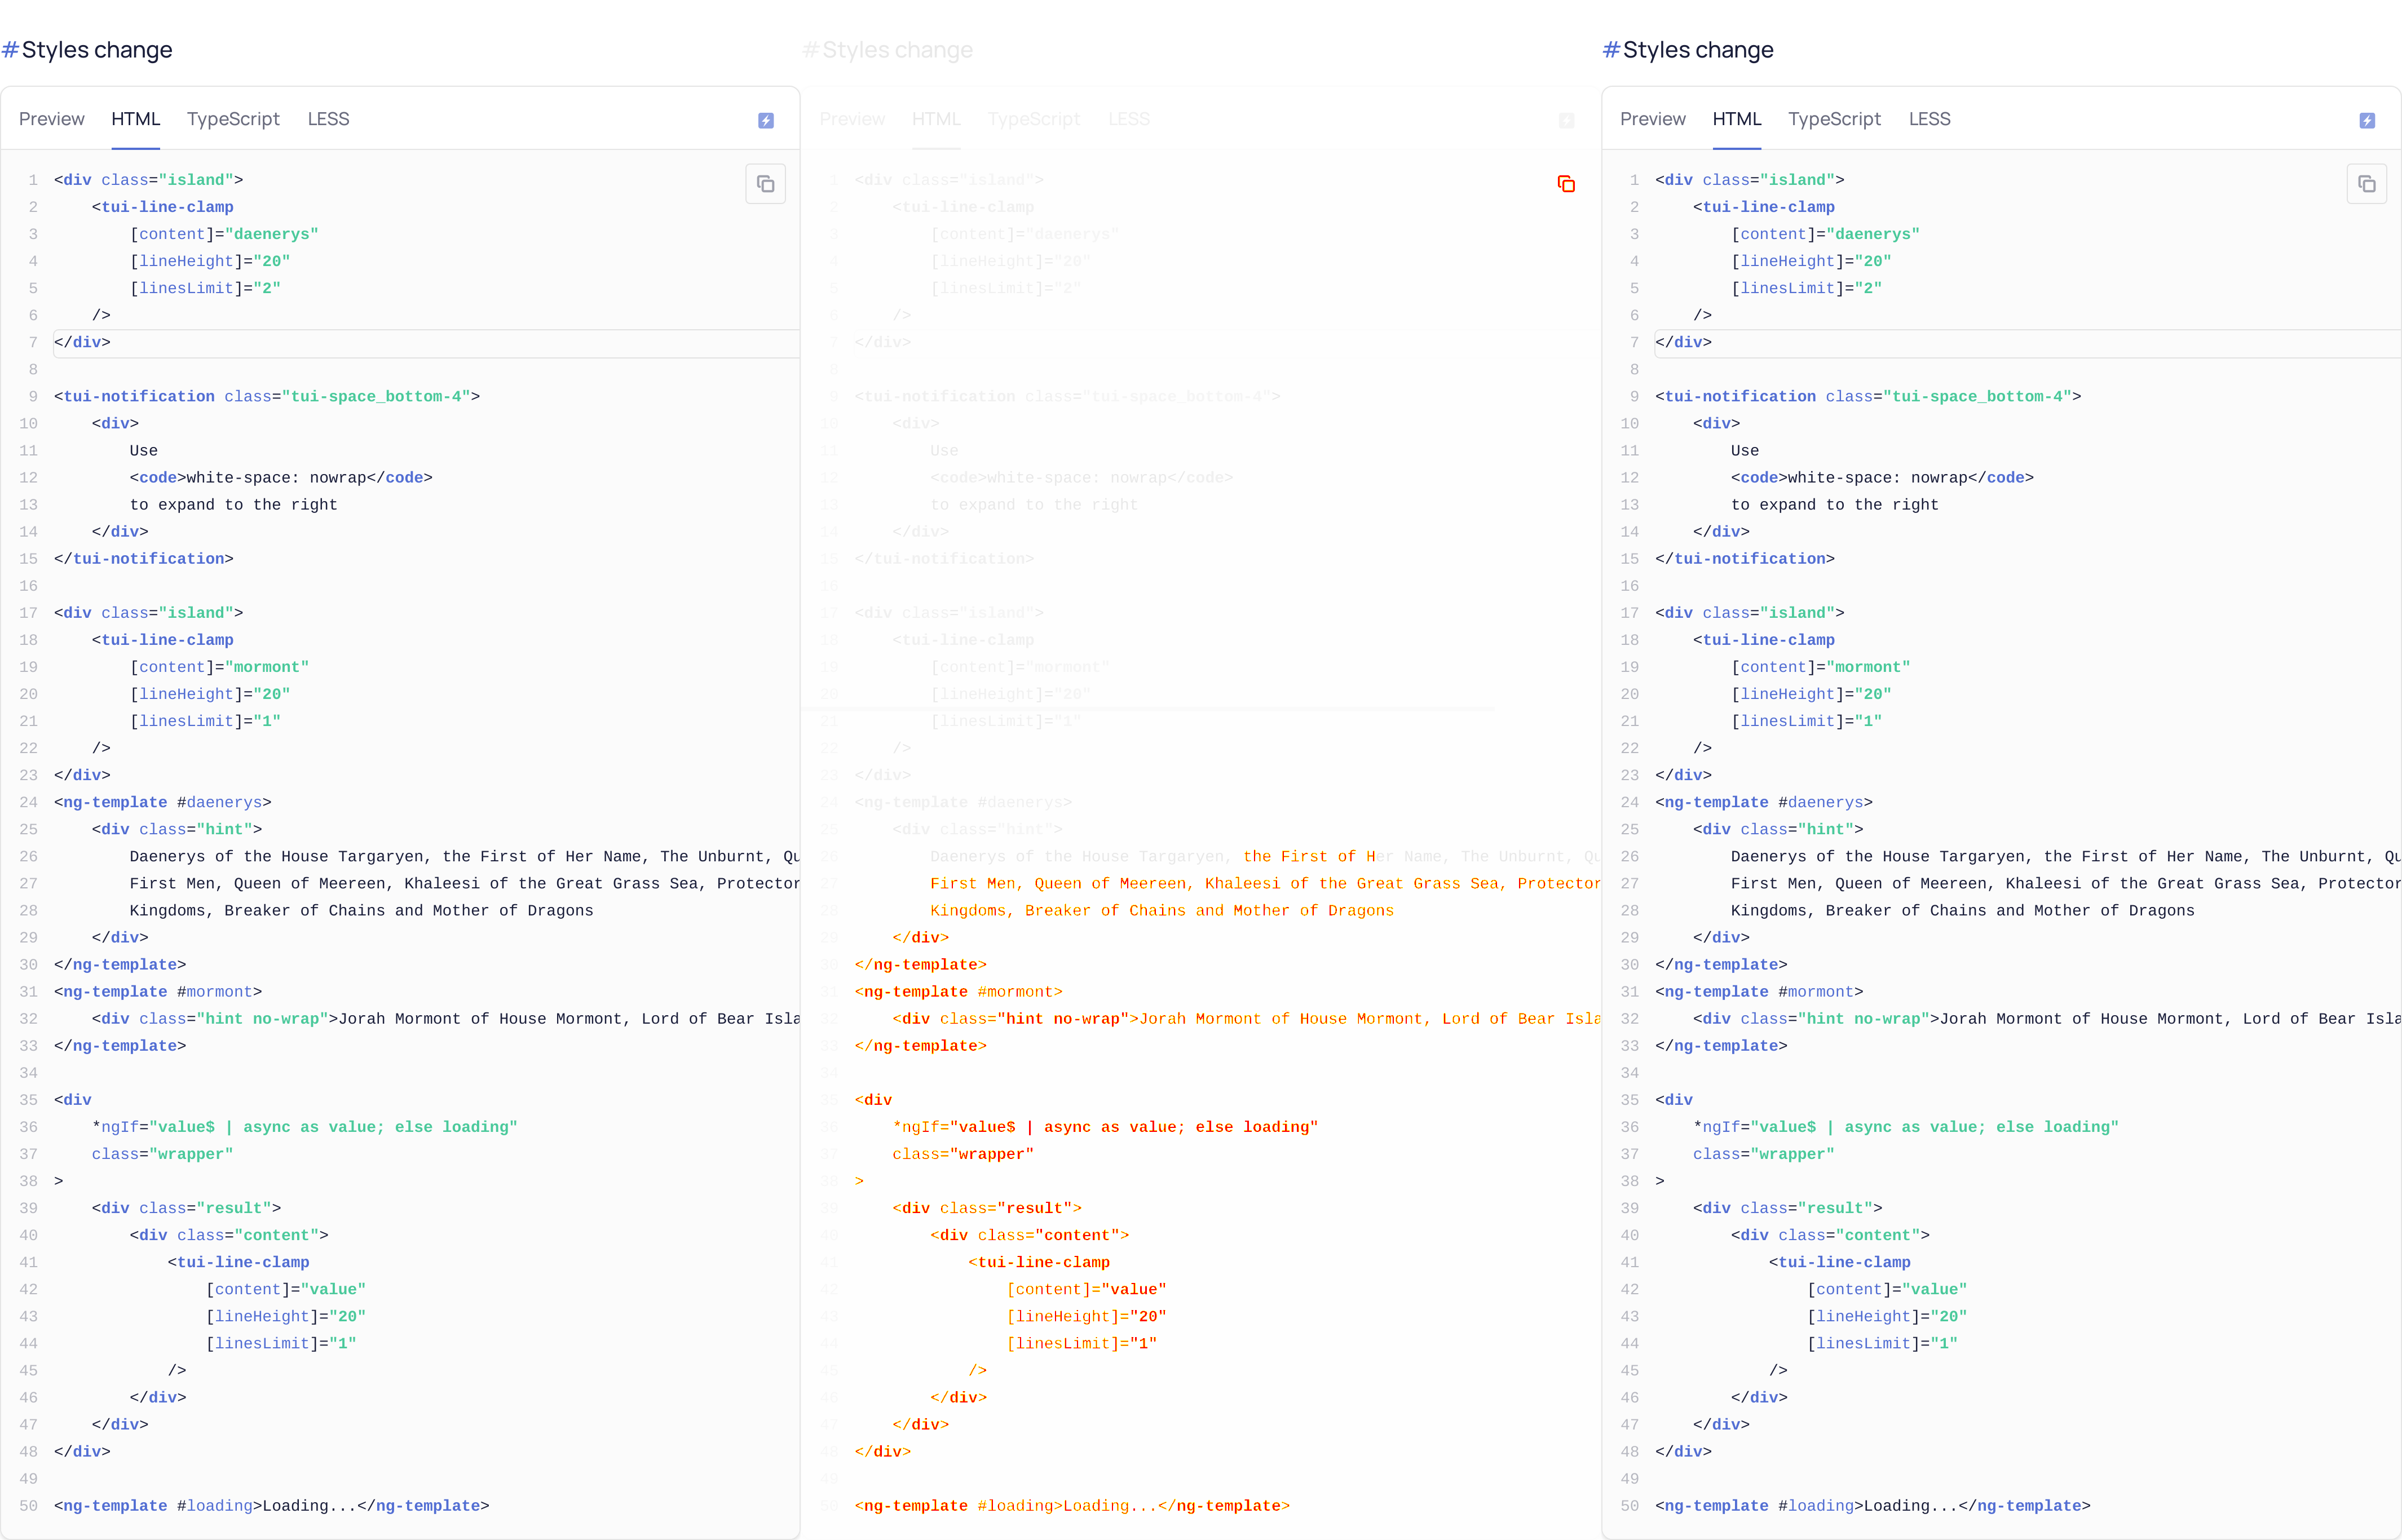 #Styles change
Preview HTML TypeScript LESS
1 <div class="island">
2     <tui-line-clamp
3         [content]="daenerys"
4         [lineHeight]="20"
5         [linesLimit]="2"
6     />
7 </div>
8
9 <tui-notification class="tui-space_bottom-4">
10     <div>
11         Use
12         <code>white-space: nowrap</code>
13         to expand to the right
14     </div>
15 </tui-notification>
16
17 <div class="island">
18     <tui-line-clamp
19         [content]="mormont"
20         [lineHeight]="20"
21         [linesLimit]="1"
22     />
23 </div>
24 <ng-template #daenerys>
25     <div class="hint">
26         Daenerys of the House Targaryen, the First of Her Name, The Unburnt, Qu
27         First Men, Queen of Meereen, Khaleesi of the Great Grass Sea, Protector
28         Kingdoms, Breaker of Chains and Mother of Dragons
29     </div>
30 </ng-template>
31 <ng-template #mormont>
32     <div class="hint no-wrap">Jorah Mormont of House Mormont, Lord of Bear Isla
33 </ng-template>
34
35 <div
36     *ngIf="value$ | async as value; else loading"
37     class="wrapper"
38 >
39     <div class="result">
40         <div class="content">
41             <tui-line-clamp
42                 [content]="value"
43                 [lineHeight]="20"
44                 [linesLimit]="1"
45             />
46         </div>
47     </div>
48 </div>
49
50 <ng-template #loading>Loading...</ng-template>
#Styles change
Preview HTML TypeScript LESS
1 <div class="island">
2     <tui-line-clamp
3         [content]="daenerys"
4         [lineHeight]="20"
5         [linesLimit]="2"
6     />
7 </div>
8
9 <tui-notification class="tui-space_bottom-4">
10     <div>
11         Use
12         <code>white-space: nowrap</code>
13         to expand to the right
14     </div>
15 </tui-notification>
16
17 <div class="island">
18     <tui-line-clamp
19         [content]="mormont"
20         [lineHeight]="20"
21         [linesLimit]="1"
22     />
23 </div>
24 <ng-template #daenerys>
25     <div class="hint">
26         Daenerys of the House Targaryen, the First of Her Name, The Unburnt, Qu
27         First Men, Queen of Meereen, Khaleesi of the Great Grass Sea, Protector
28         Kingdoms, Breaker of Chains and Mother of Dragons
29     </div>
30 </ng-template>
31 <ng-template #mormont>
32     <div class="hint no-wrap">Jorah Mormont of House Mormont, Lord of Bear Isla
33 </ng-template>
34
35 <div
36     *ngIf="value$ | async as value; else loading"
37     class="wrapper"
38 >
39     <div class="result">
40         <div class="content">
41             <tui-line-clamp
42                 [content]="value"
43                 [lineHeight]="20"
44                 [linesLimit]="1"
45             />
46         </div>
47     </div>
48 </div>
49
50 <ng-template #loading>Loading...</ng-template>
#Styles change
Preview HTML TypeScript LESS
1 <div class="island">
2     <tui-line-clamp
3         [content]="daenerys"
4         [lineHeight]="20"
5         [linesLimit]="2"
6     />
7 </div>
8
9 <tui-notification class="tui-space_bottom-4">
10     <div>
11         Use
12         <code>white-space: nowrap</code>
13         to expand to the right
14     </div>
15 </tui-notification>
16
17 <div class="island">
18     <tui-line-clamp
19         [content]="mormont"
20         [lineHeight]="20"
21         [linesLimit]="1"
22     />
23 </div>
24 <ng-template #daenerys>
25     <div class="hint">
26         Daenerys of the House Targaryen, the First of Her Name, The Unburnt, Qu
27         First Men, Queen of Meereen, Khaleesi of the Great Grass Sea, Protector
28         Kingdoms, Breaker of Chains and Mother of Dragons
29     </div>
30 </ng-template>
31 <ng-template #mormont>
32     <div class="hint no-wrap">Jorah Mormont of House Mormont, Lord of Bear Isla
33 </ng-template>
34
35 <div
36     *ngIf="value$ | async as value; else loading"
37     class="wrapper"
38 >
39     <div class="result">
40         <div class="content">
41             <tui-line-clamp
42                 [content]="value"
43                 [lineHeight]="20"
44                 [linesLimit]="1"
45             />
46         </div>
47     </div>
48 </div>
49
50 <ng-template #loading>Loading...</ng-template>